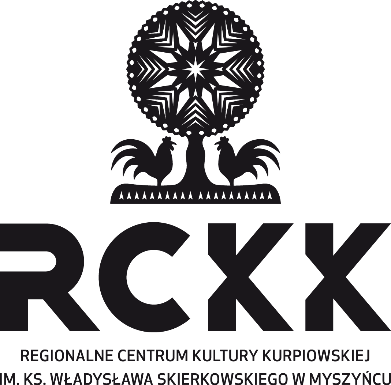 RCKK
REGIONALNE CENTRUM KULTURY KURPIOWSKIEJ
IM. KS. WŁADYSŁAWA SKIERKOWSKIEGO W MYSZYŃCU